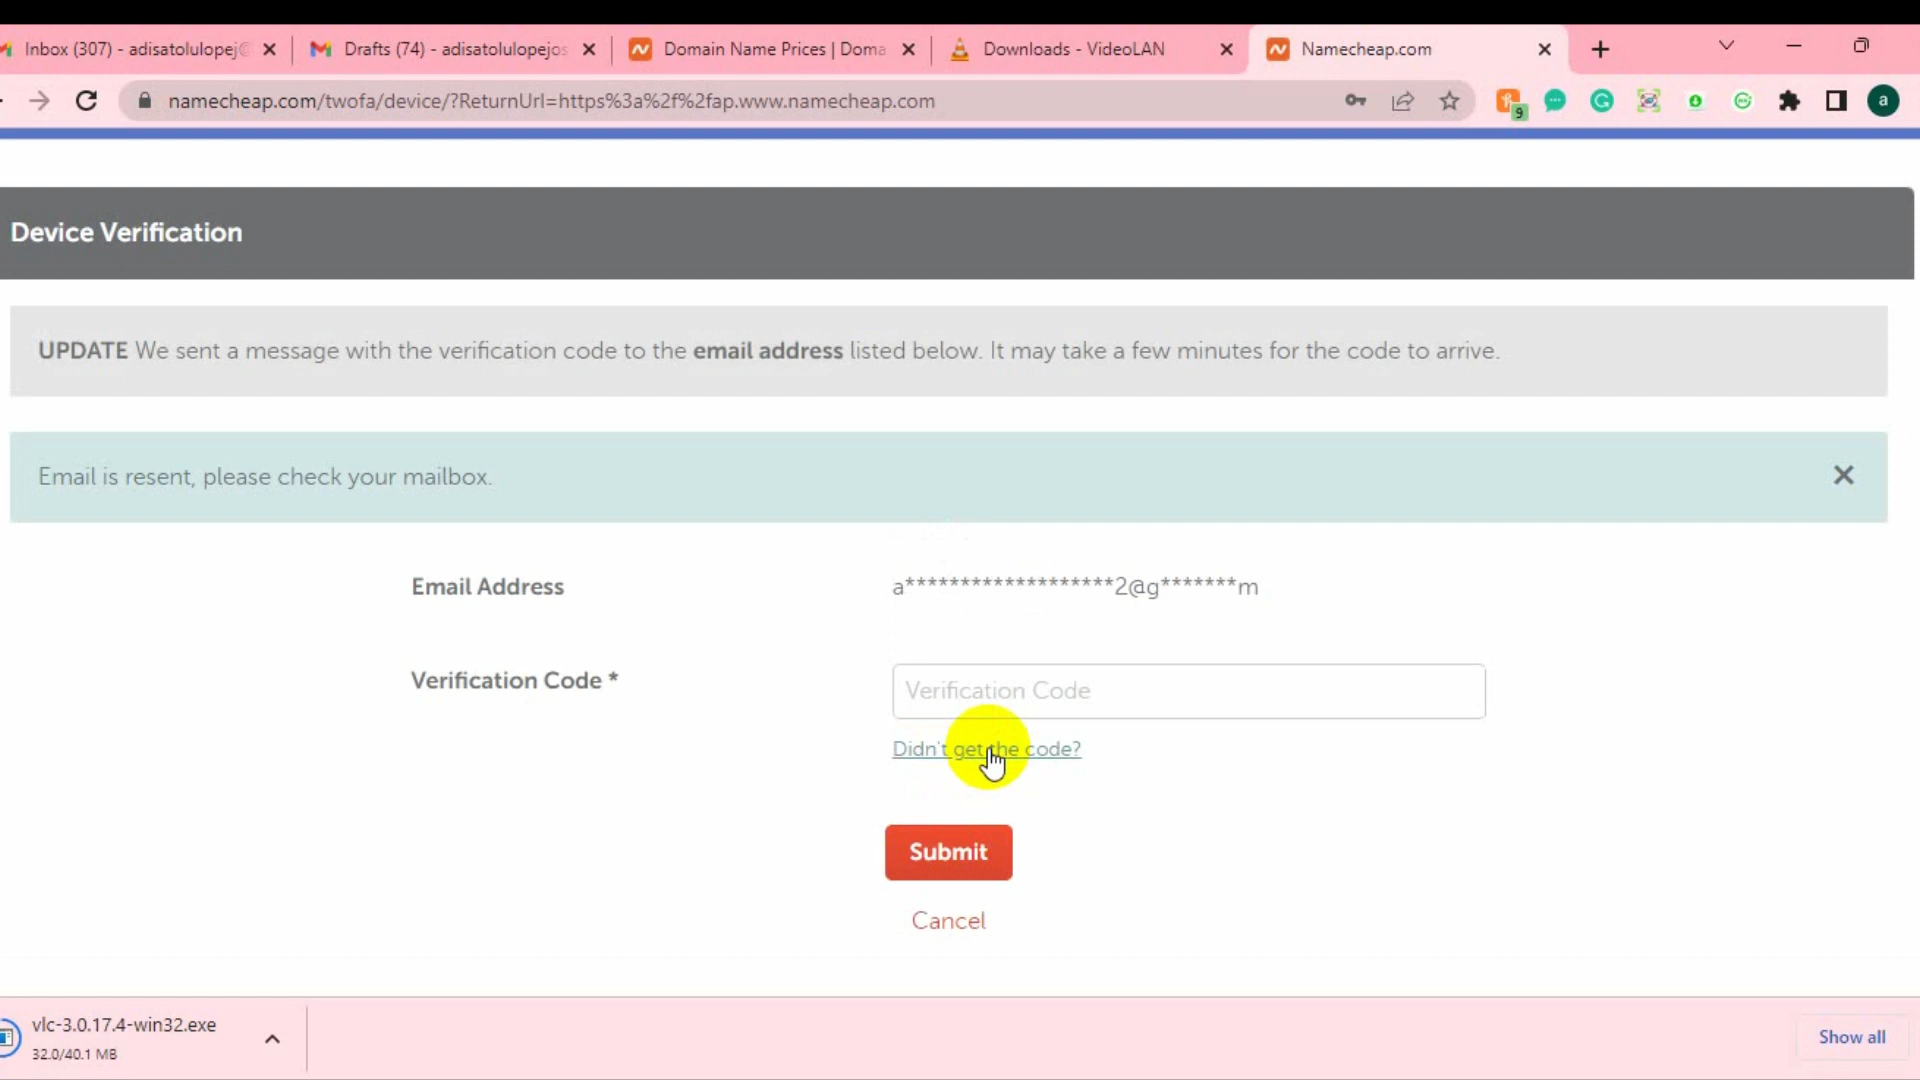 Inbox (307) - adisatolulopej@
Drafts (74) - adisatolulopejos
Domain Name Prices | Doma
Downloads - VideoLAN
Namecheap.com
namecheap.com/twofa/device/?ReturnUrl=https%3a%2f%2fap.www.namecheap.com
9
a
Device Verification
UPDATE We sent a message with the verification code to the email address listed below. It may take a few minutes for the code to arrive.
Email is resent, please check your mailbox.
Email Address a*******************2@g*******m
Verification Code * Verification Code
Didn't get the code?
Submit
Cancel
vlc-3.0.17.4-win32.exe
32.0/40.1 MB
Show all